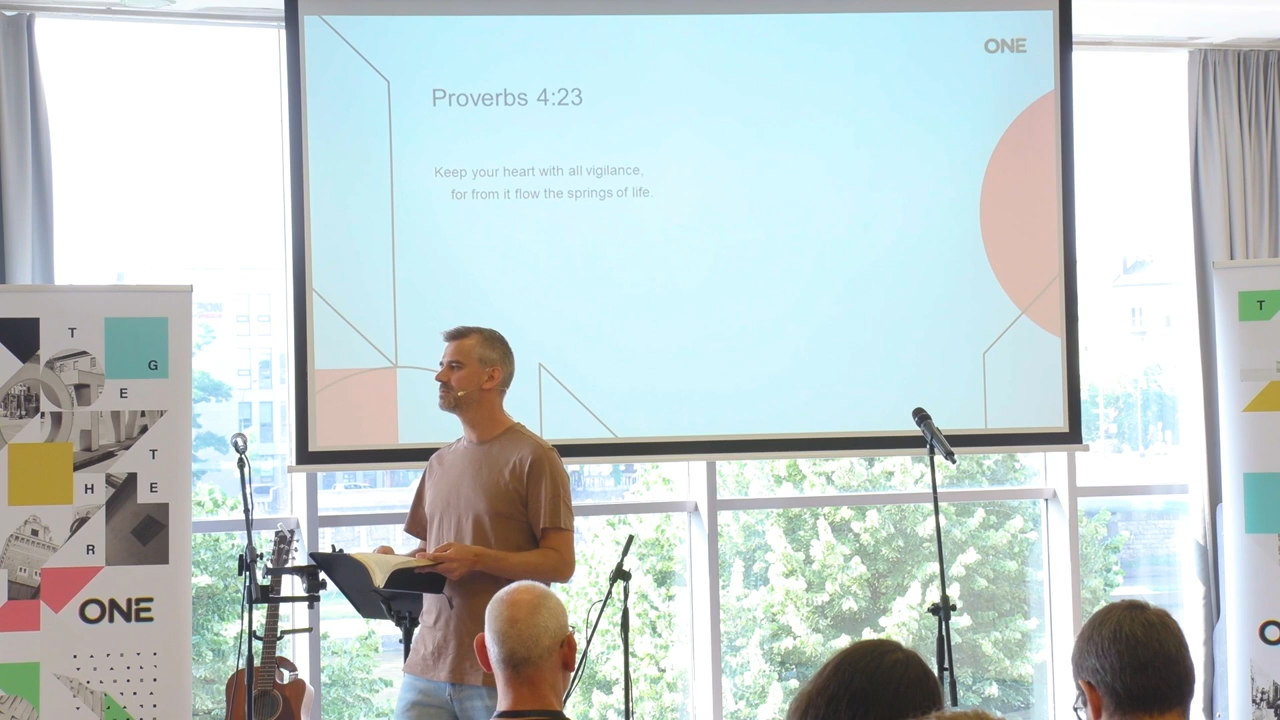 ONE
Proverbs 4:23
Keep your heart with all vigilance,
for from it flow the springs of life.
T
G
E
T
H
E
R
ONE
T